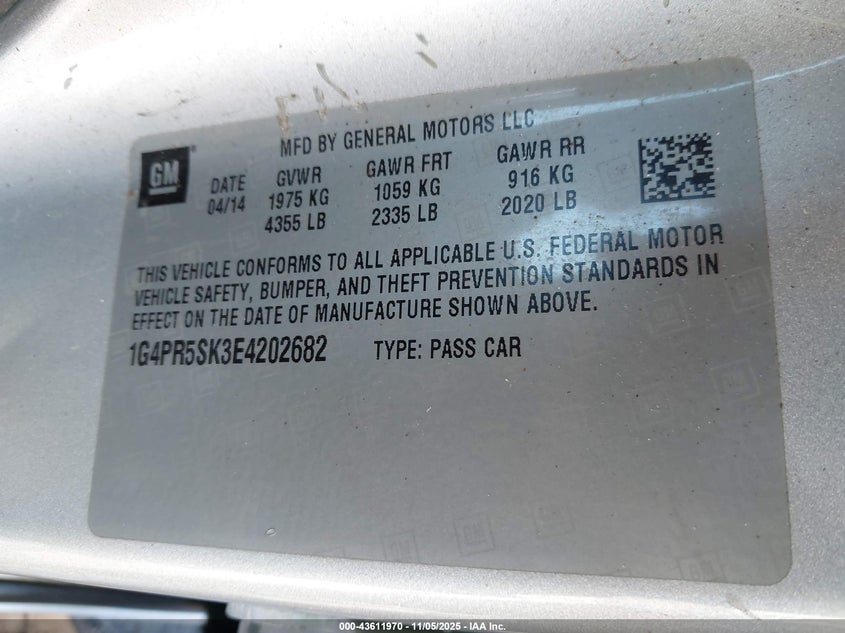 MFD BY GENERAL MOTORS LLC
GM®
DATE GVWR GAWR FRT GAWR RR
04/14 1975 KG 1059 KG 916 KG
4355 LB 2335 LB 2020 LB
THIS VEHICLE CONFORMS TO ALL APPLICABLE U.S. FEDERAL MOTOR
VEHICLE SAFETY, BUMPER, AND THEFT PREVENTION STANDARDS IN
EFFECT ON THE DATE OF MANUFACTURE SHOWN ABOVE.
1G4PR5SK3E4202682 TYPE: PASS CAR
000-43611970 - 11/05/2025 - IAA Inc.